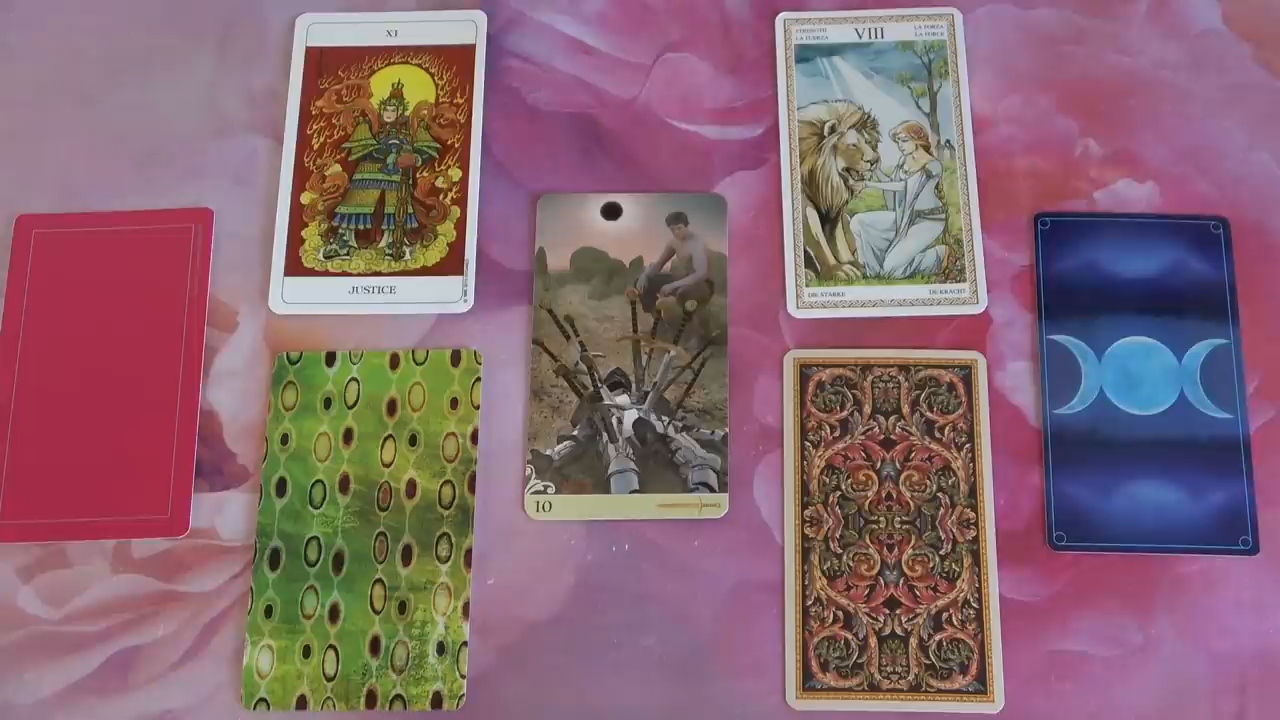 XI
JUSTICE
STRENGTH
LA FUERZA
VIII
LA FORZA
LA FORCE
DIE STARKE
DE KRACHT
10